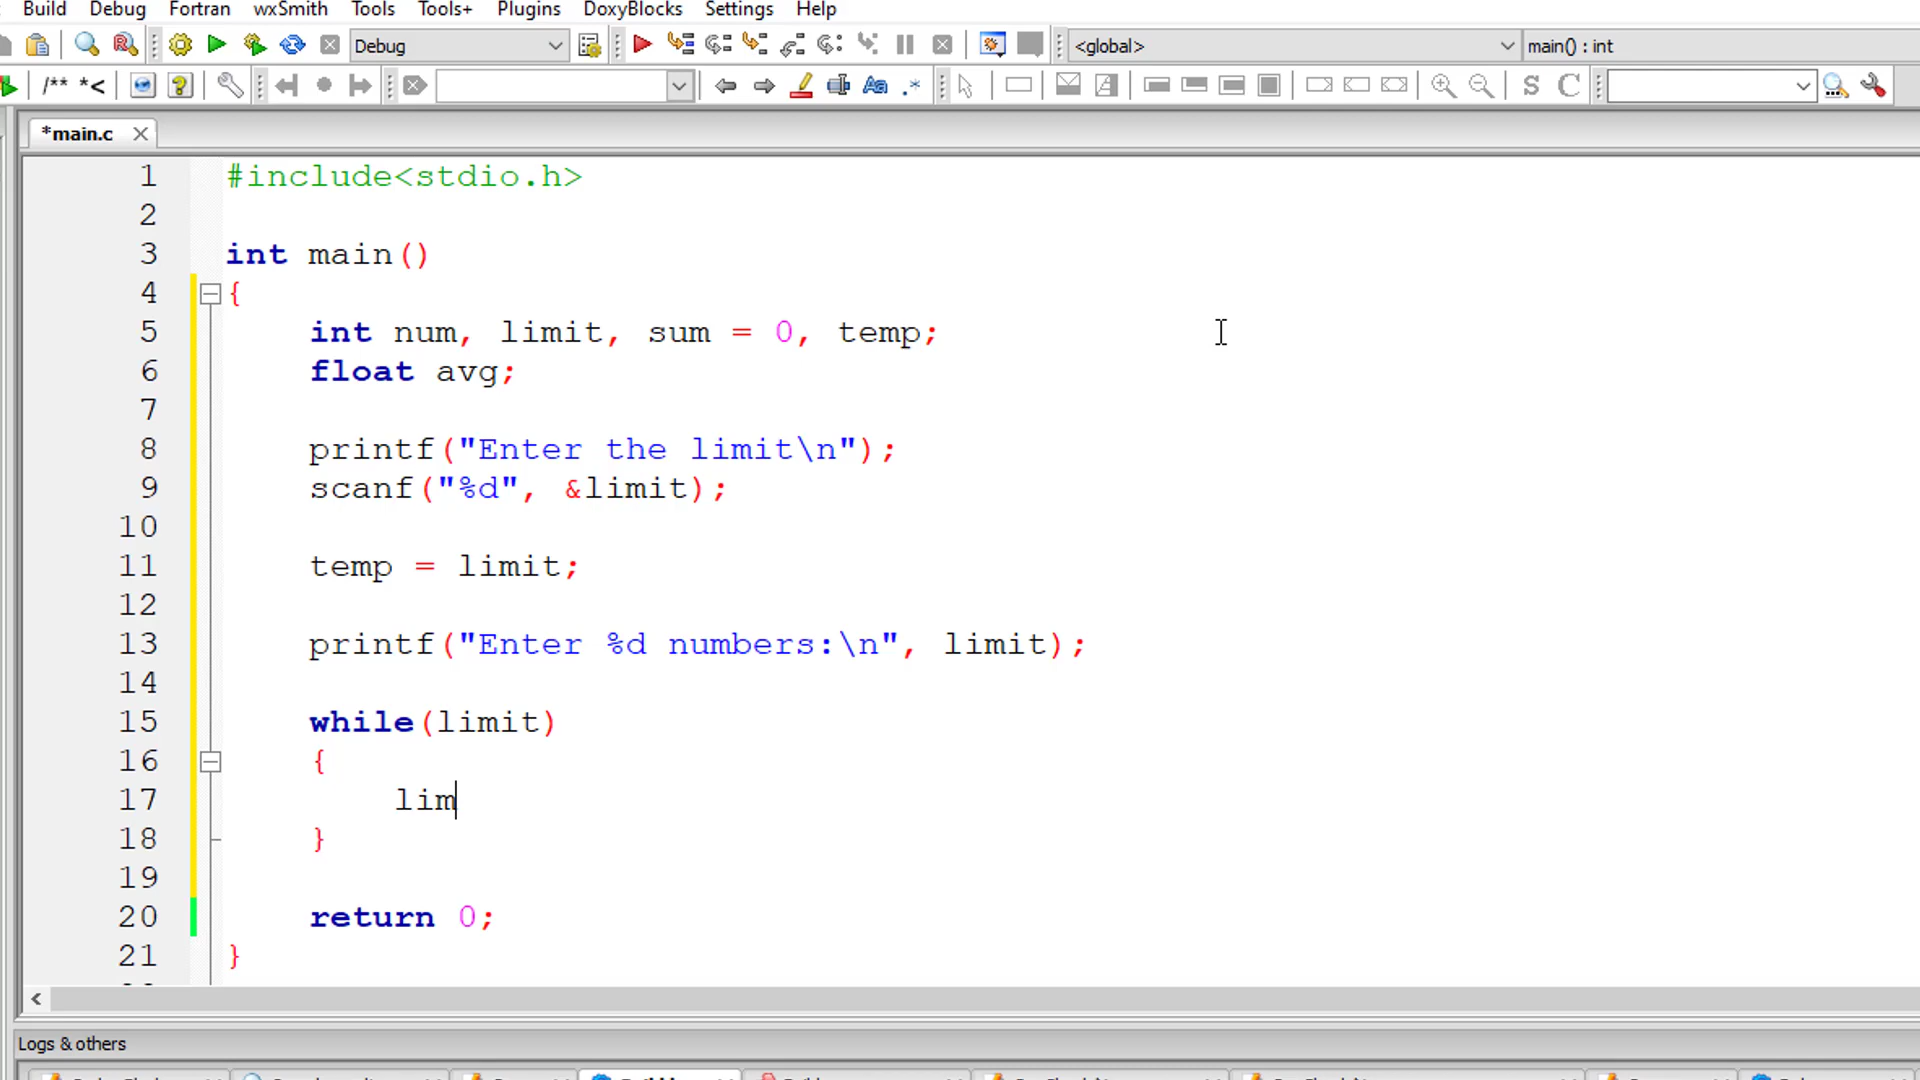 Build Debug Fortran wxSmith Tools Tools+ Plugins DoxyBlocks Settings Help
Debug <global> main() : int
/** *< Aa .* S C
*main.c
1 #include<stdio.h>
2
3 int main()
4 {
5 int num, limit, sum = 0, temp;
6 float avg;
7
8 printf("Enter the limit\n");
9 scanf("%d", &limit);
10
11 temp = limit;
12
13 printf("Enter %d numbers:\n", limit);
14
15 while(limit)
16 {
17 lim
18 }
19
20 return 0;
21 }
Logs & others